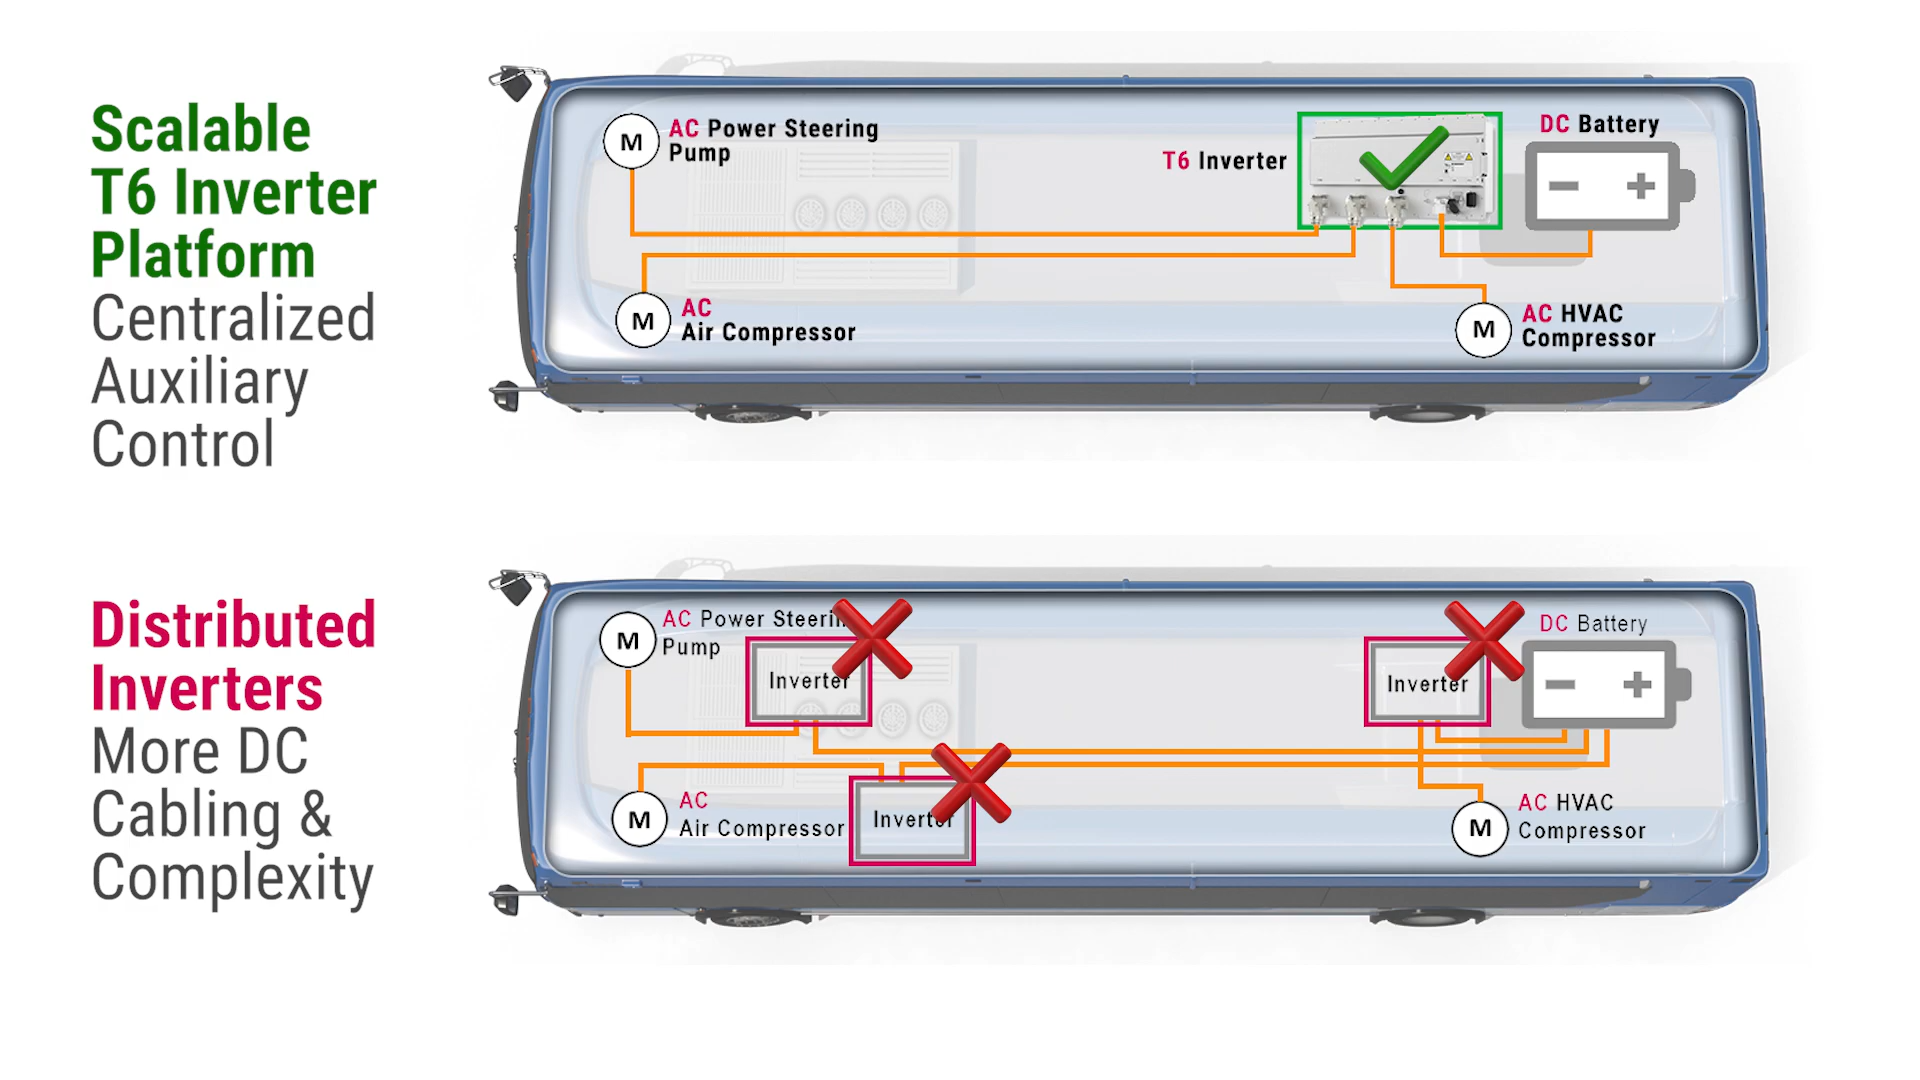 Scalable
T6 Inverter
Platform
Centralized
Auxiliary
Control
M
AC Power Steering
Pump
T6 Inverter
DC Battery
− +
M
AC
Air Compressor
M
AC HVAC
Compressor
Distributed
Inverters
More DC
Cabling &
Complexity
M
AC Power Steerin
Pump
Inverter
Inverter
DC Battery
− +
M
AC
Air Compressor
Inverter
M
AC HVAC
Compressor